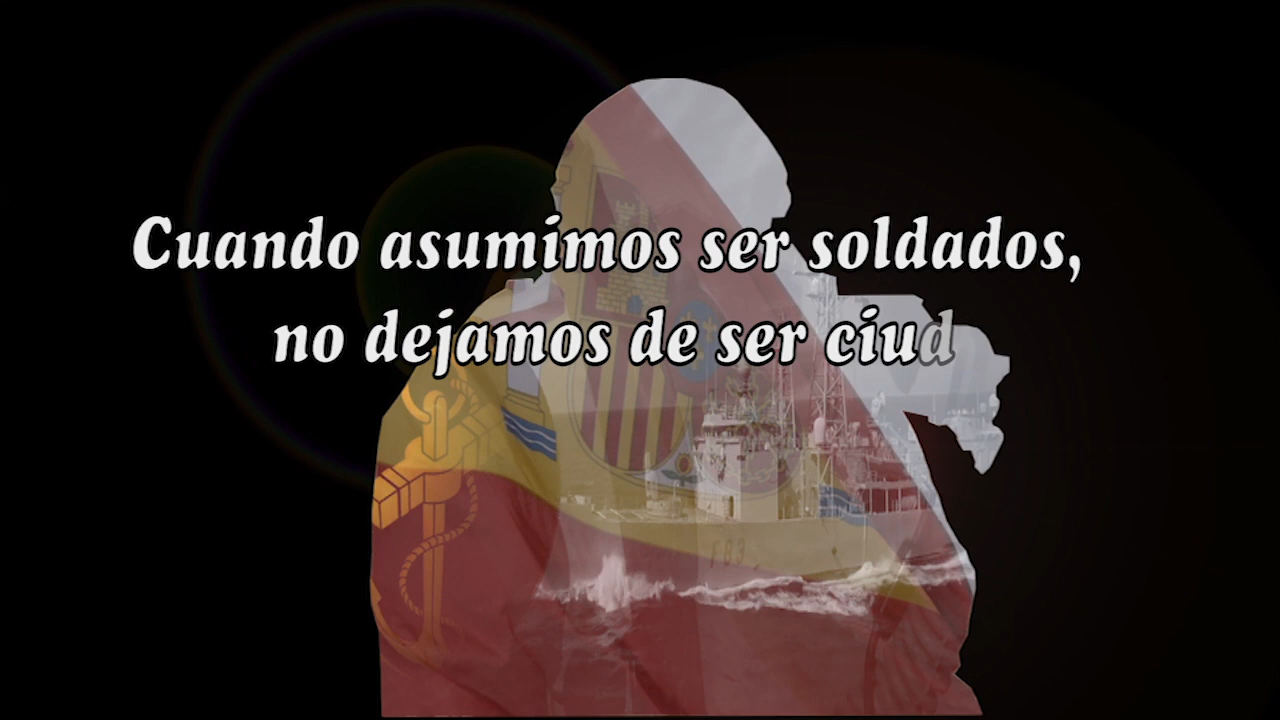 Cuando asumimos ser soldados,
no dejamos de ser ciud